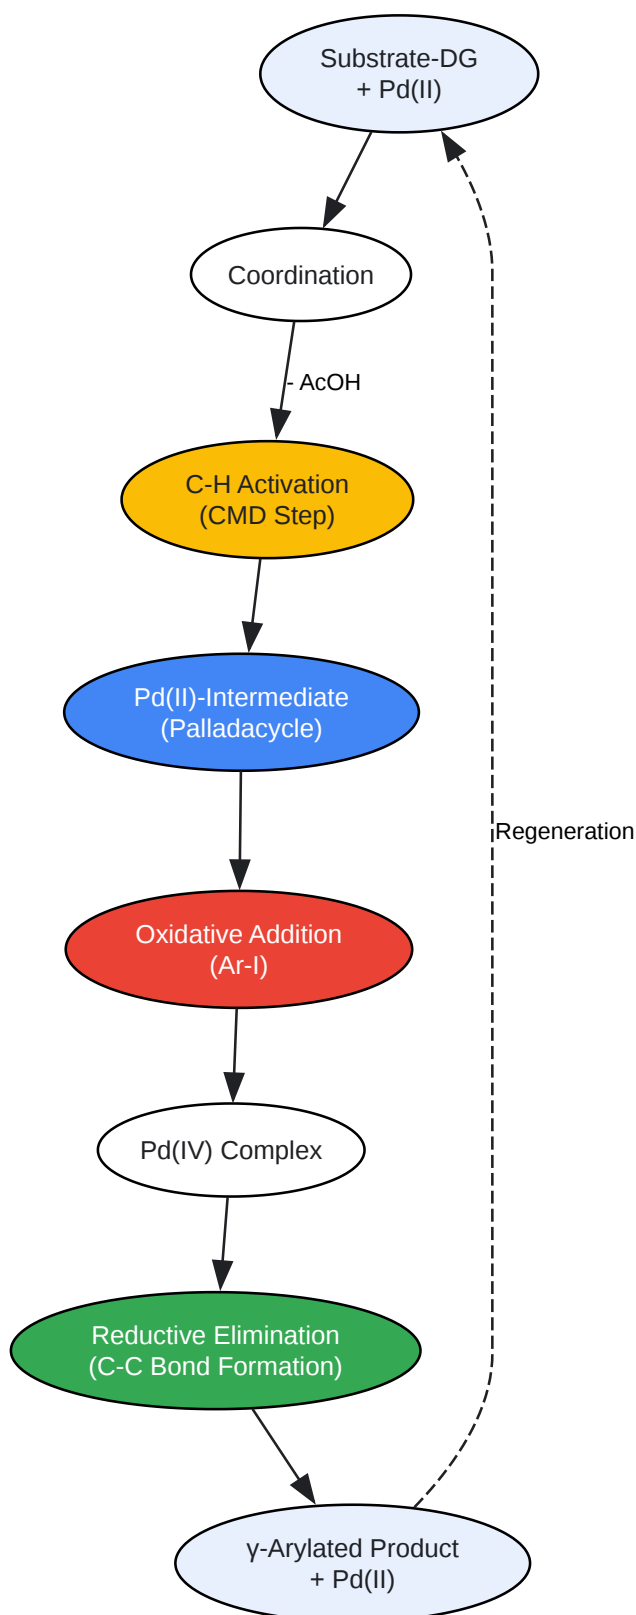 Substrate-DG
+ Pd(II)
Coordination
- AcOH
C-H Activation
(CMD Step)
Pd(II)-Intermediate
(Palladacycle)
Regeneration
Oxidative Addition
(Ar-I)
Pd(IV) Complex
Reductive Elimination
(C-C Bond Formation)
γ-Arylated Product
+ Pd(II)